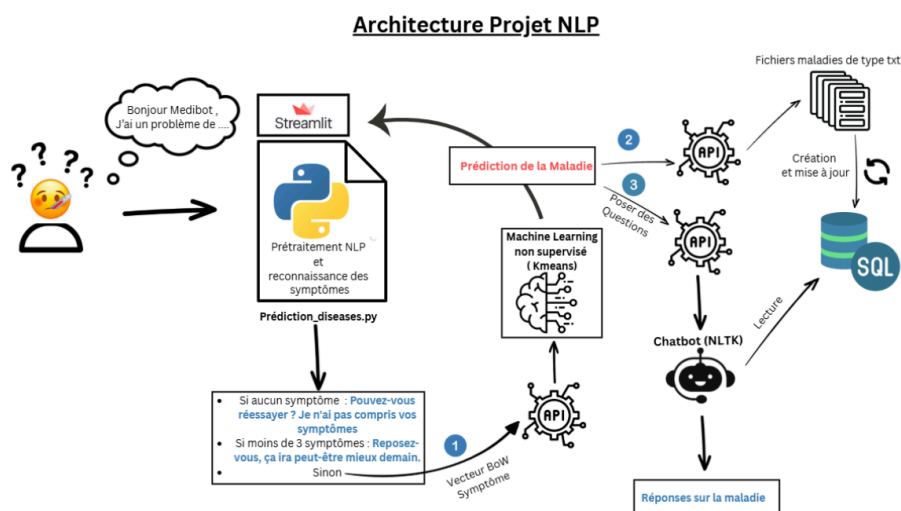 Architecture Projet NLP
Bonjour Medibot ,
J'ai un problème de ....
Streamlit
Prétraitement NLP
et
reconnaissance des
symptômes
Prédiction_diseases.py
Si aucun symptôme : Pouvez-vous
réessayer ? Je n'ai pas compris vos
symptômes
Si moins de 3 symptômes : Reposez-
vous, ça ira peut-être mieux demain.
Sinon
1
Vecteur BoW
Symptôme
API
Machine Learning
non supervisé
( Kmeans)
Prédiction de la Maladie
2
API
Fichiers maladies de type txt
Création
et mise à jour
SQL
3
Poser des
Questions
API
Chatbot (NLTK)
Lecture
Réponses sur la maladie